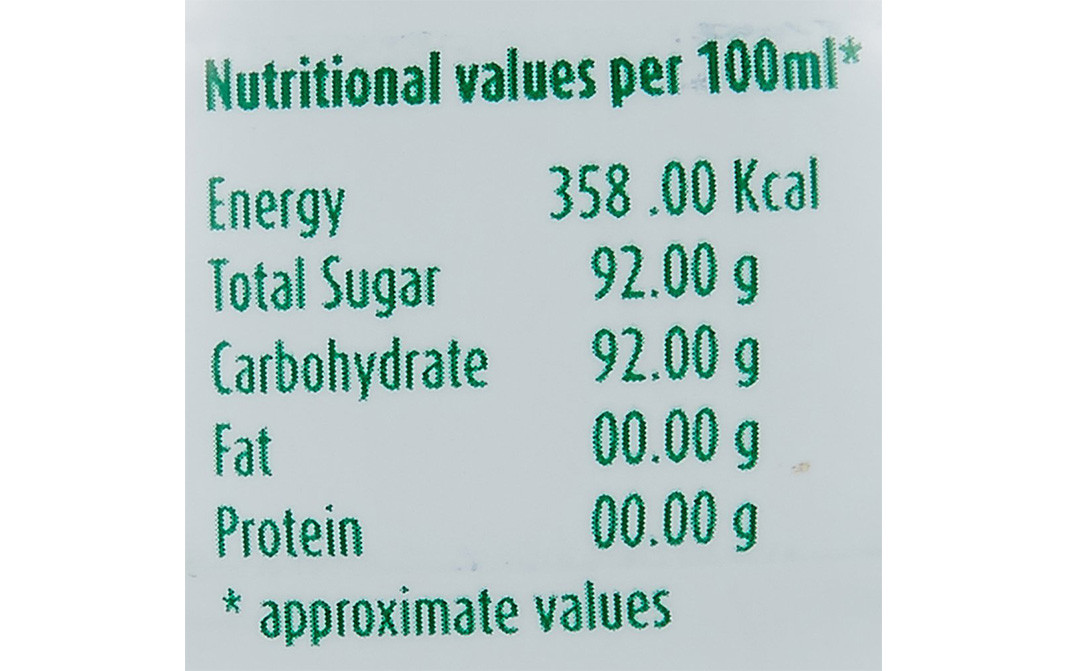 Nutritional values per 100ml*
Energy 358 .00 Kcal
Total Sugar 92.00 g
Carbohydrate 92.00 g
Fat 00.00 g
Protein 00.00 g
* approximate values